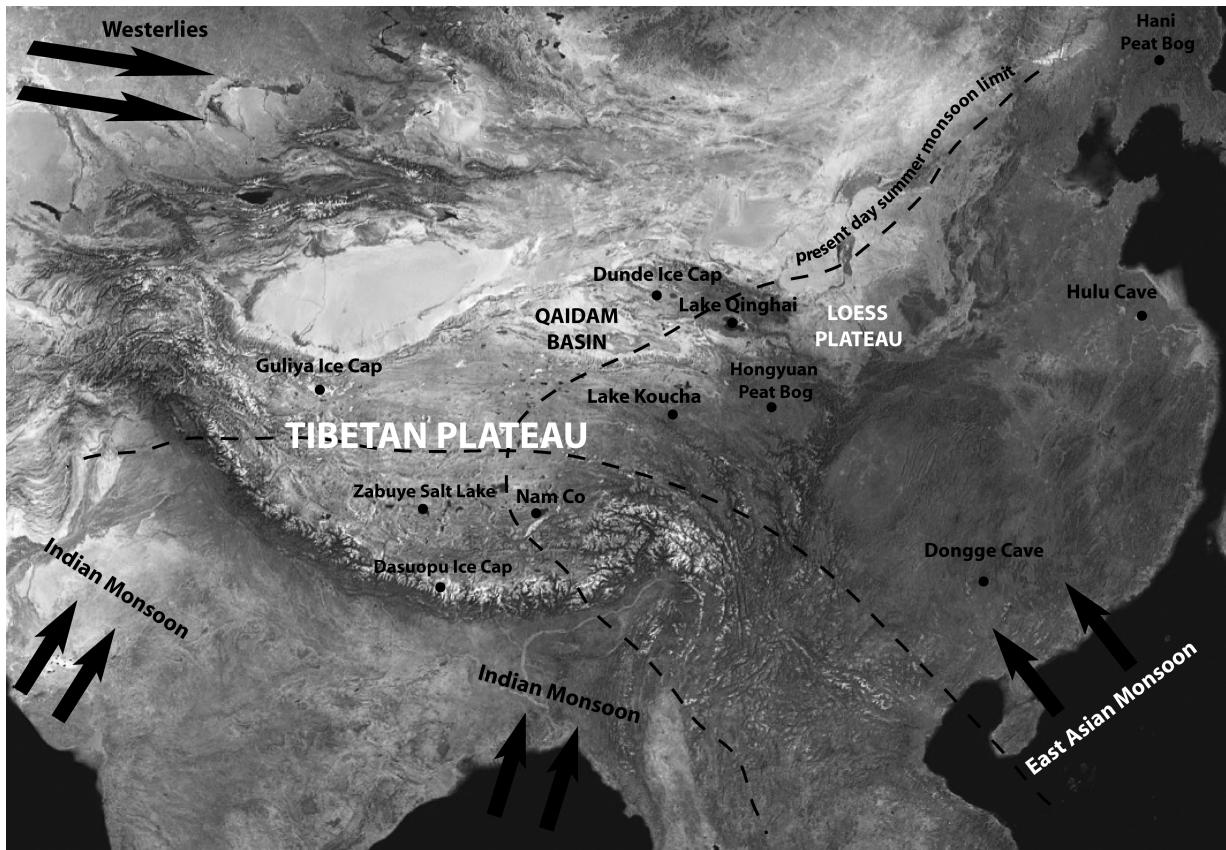 Westerlies
Hani
Peat Bog
present day summer monsoon limit
Dunde Ice Cap
Lake Qinghai
Hulu Cave
QAIDAM
BASIN
LOESS
PLATEAU
Guliya Ice Cap
Hongyuan
Peat Bog
Lake Koucha
TIBETAN PLATEAU
Zabuye Salt Lake
Nam Co
Dongge Cave
Dasuopu Ice Cap
Indian Monsoon
Indian Monsoon
East Asian Monsoon